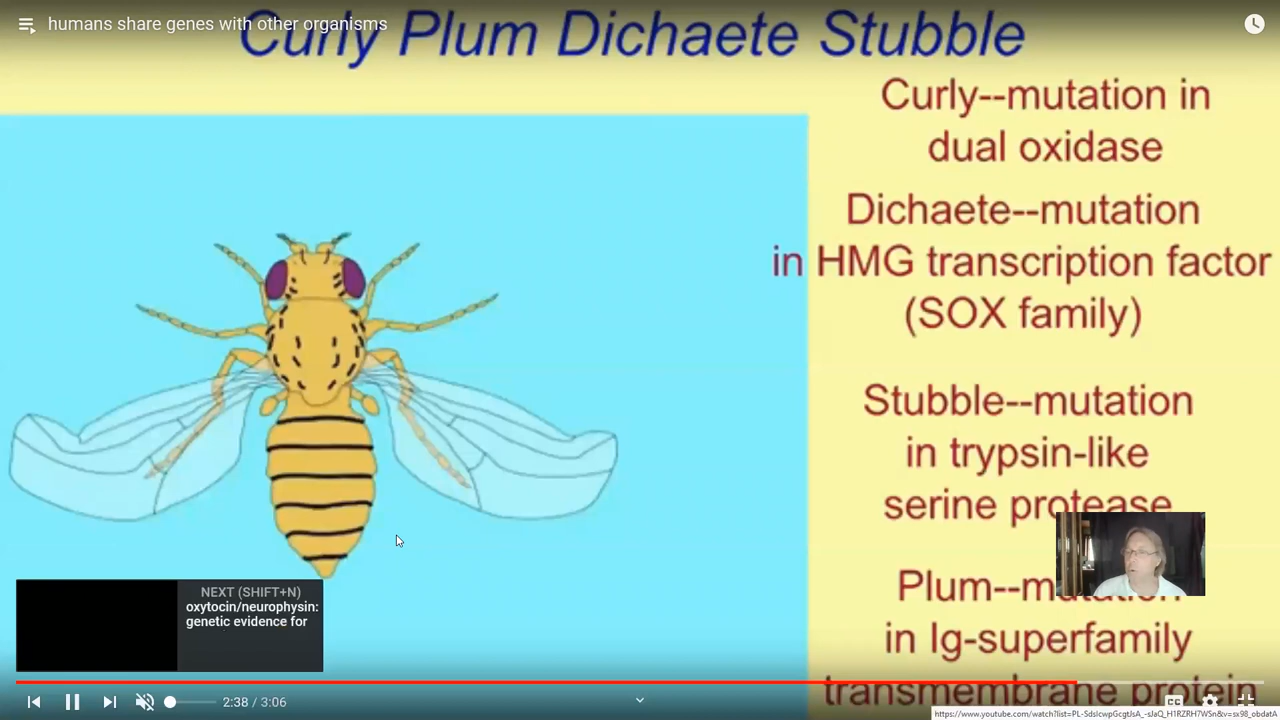 humans share genes with other organisms
Curly Plum Dichaete Stubble
Curly--mutation in
dual oxidase
Dichaete--mutation
in HMG transcription factor
(SOX family)
Stubble--mutation
in trypsin-like
serine protease
Plum--mutation
in Ig-superfamily
transmembrane protein
NEXT (SHIFT+N)
oxytocin/neurophysin:
genetic evidence for
2:38 / 3:06
CC